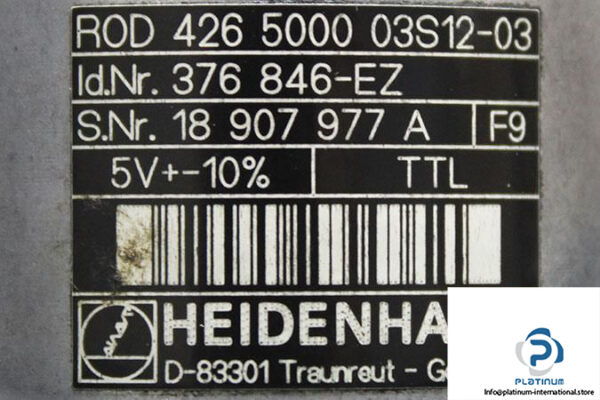 ROD 426 5000 03S12-03
Id.Nr. 376 846-EZ
S.Nr. 18 907 977 A F9
5V+-10% TTL
HEIDENHA
D-83301 Traunreut - G
PLATINUM
Info@platinum-international.store